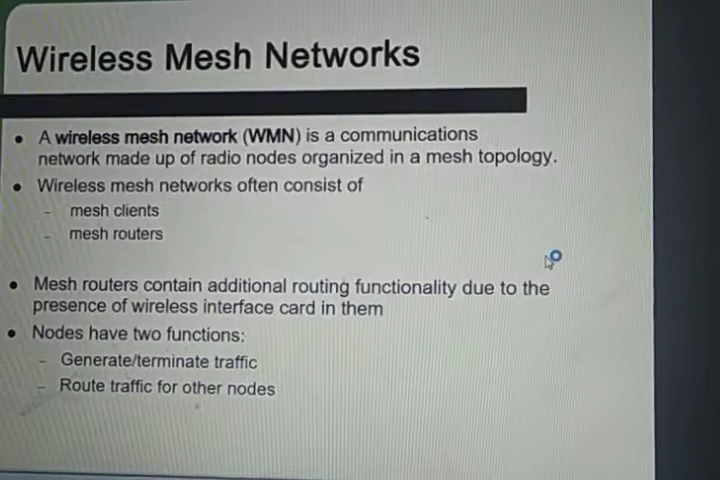 Wireless Mesh Networks
• A wireless mesh network (WMN) is a communications
network made up of radio nodes organized in a mesh topology.
• Wireless mesh networks often consist of
– mesh clients
– mesh routers
• Mesh routers contain additional routing functionality due to the
presence of wireless interface card in them
• Nodes have two functions:
– Generate/terminate traffic
– Route traffic for other nodes